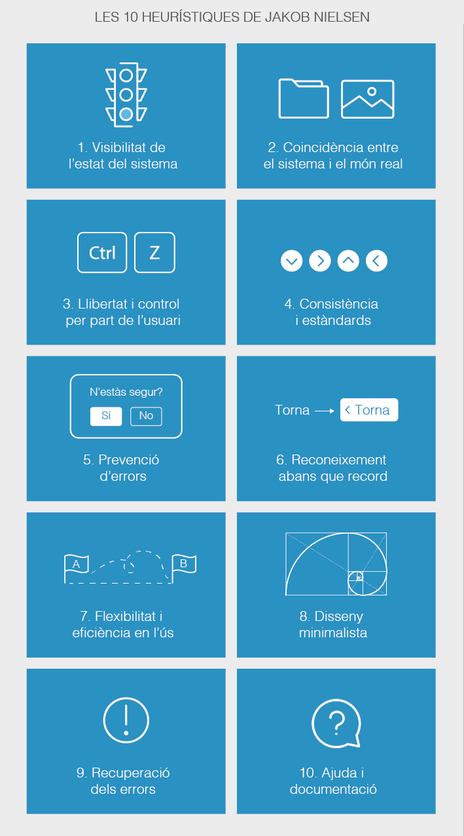 LES 10 HEURÍSTIQUES DE JAKOB NIELSEN
1. Visibilitat de
l'estat del sistema
2. Coincidència entre
el sistema i el món real
Ctrl Z
3. Llibertat i control
per part de l'usuari
4. Consistència
i estàndards
N'estàs segur?
Sí No
5. Prevenció
d'errors
Torna Torna
6. Reconeixement
abans que record
A B
7. Flexibilitat i
eficiència en l'ús
8. Disseny
minimalista
9. Recuperació
dels errors
10. Ajuda i
documentació